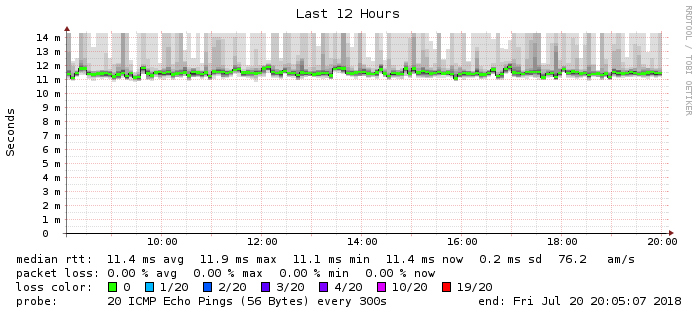 Last 12 Hours
RRDTOOL / TOBI OETIKER
Seconds
14 m
13 m
12 m
11 m
10 m
9 m
8 m
7 m
6 m
5 m
4 m
3 m
2 m
1 m
0
10:00 12:00 14:00 16:00 18:00 20:00
median rtt: 11.4 ms avg 11.9 ms max 11.1 ms min 11.4 ms now 0.2 ms sd 76.2 am/s
packet loss: 0.00 % avg 0.00 % max 0.00 % min 0.00 % now
loss color: 0 1/20 2/20 3/20 4/20 10/20 19/20
probe: 20 ICMP Echo Pings (56 Bytes) every 300s end: Fri Jul 20 20:05:07 2018